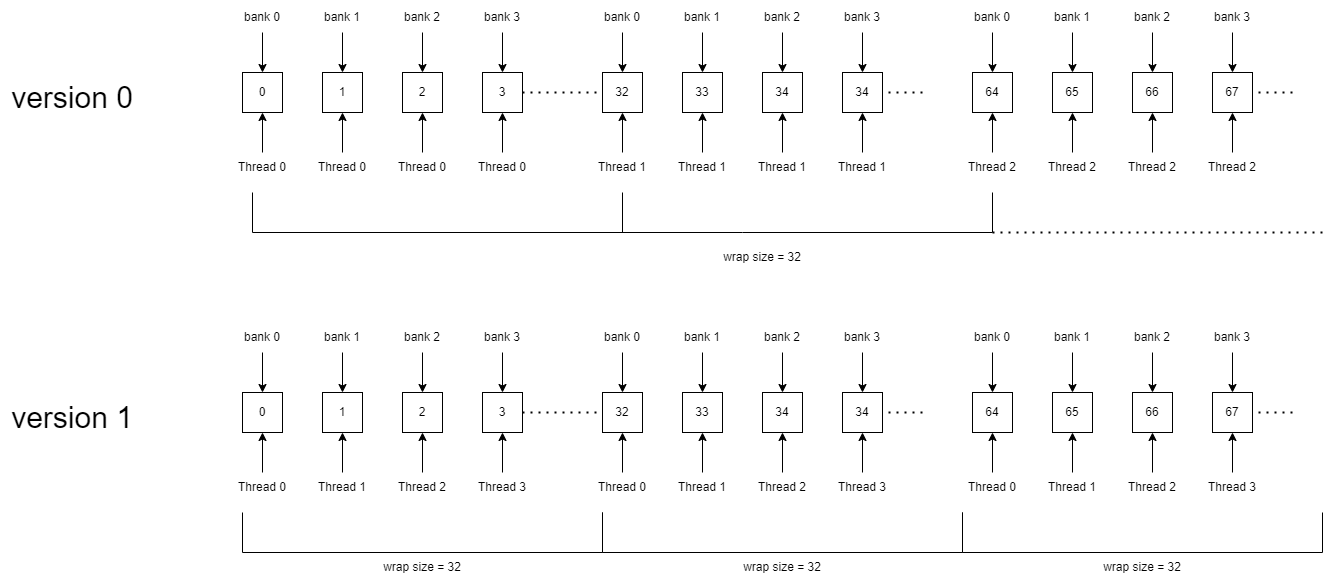 bank 0 bank 1 bank 2 bank 3 bank 0 bank 1 bank 2 bank 3 bank 0 bank 1 bank 2 bank 3
version 0 0 1 2 3 32 33 34 34 64 65 66 67
Thread 0 Thread 0 Thread 0 Thread 0 Thread 1 Thread 1 Thread 1 Thread 1 Thread 2 Thread 2 Thread 2 Thread 2
wrap size = 32
bank 0 bank 1 bank 2 bank 3 bank 0 bank 1 bank 2 bank 3 bank 0 bank 1 bank 2 bank 3
version 1 0 1 2 3 32 33 34 34 64 65 66 67
Thread 0 Thread 1 Thread 2 Thread 3 Thread 0 Thread 1 Thread 2 Thread 3 Thread 0 Thread 1 Thread 2 Thread 3
wrap size = 32 wrap size = 32 wrap size = 32